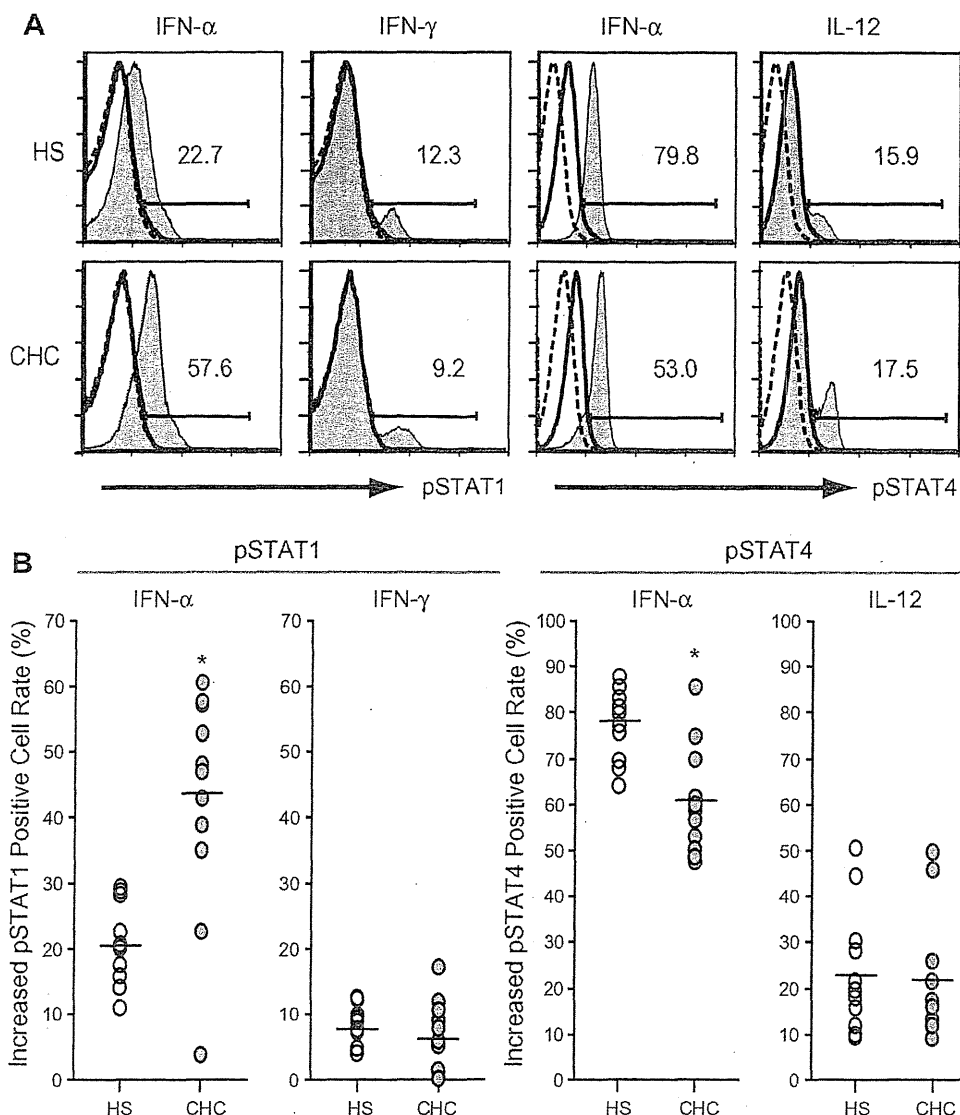 A
IFN-α IFN-γ IFN-α IL-12
HS 22.7 12.3 79.8 15.9
CHC 57.6 9.2 53.0 17.5
pSTAT1 pSTAT4
B
pSTAT1 pSTAT4
IFN-α IFN-γ IFN-α IL-12
Increased pSTAT1 Positive Cell Rate (%)
70
60
50
40
30
20
10
0
*
HS CHC
70
60
50
40
30
20
10
0
HS CHC
Increased pSTAT4 Positive Cell Rate (%)
100
90
80
70
60
50
40
30
20
10
0
*
HS CHC
100
90
80
70
60
50
40
30
20
10
0
HS CHC